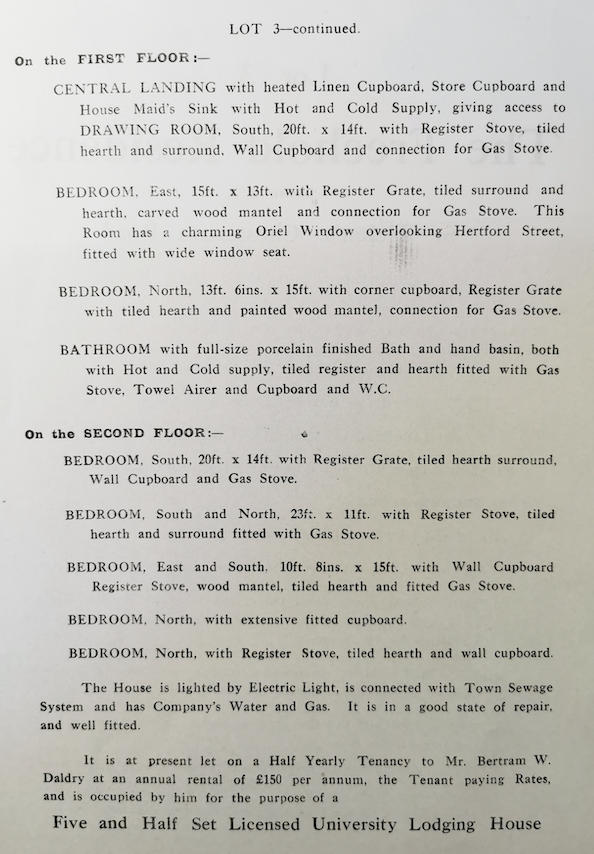 LOT 3—continued.
On the FIRST FLOOR:—
CENTRAL LANDING with heated Linen Cupboard, Store Cupboard and
House Maid's Sink with Hot and Cold Supply, giving access to
DRAWING ROOM, South, 20ft. x 14ft. with Register Stove, tiled
hearth and surround, Wall Cupboard and connection for Gas Stove.
BEDROOM, East, 15ft. x 13ft. with Register Grate, tiled surround and
hearth, carved wood mantel and connection for Gas Stove. This
Room has a charming Oriel Window overlooking Hertford Street,
fitted with wide window seat.
BEDROOM, North, 13ft. 6ins. x 15ft. with corner cupboard, Register Grate
with tiled hearth and painted wood mantel, connection for Gas Stove.
BATHROOM with full-size porcelain finished Bath and hand basin, both
with Hot and Cold supply, tiled register and hearth fitted with Gas
Stove, Towel Airer and Cupboard and W.C.
On the SECOND FLOOR:—
BEDROOM, South, 20ft. x 14ft. with Register Grate, tiled hearth surround,
Wall Cupboard and Gas Stove.
BEDROOM, South and North, 23ft. x 11ft. with Register Stove, tiled
hearth and surround fitted with Gas Stove.
BEDROOM, East and South, 10ft. 8ins. x 15ft. with Wall Cupboard
Register Stove, wood mantel, tiled hearth and fitted Gas Stove.
BEDROOM, North, with extensive fitted cupboard.
BEDROOM, North, with Register Stove, tiled hearth and wall cupboard.
The House is lighted by Electric Light, is connected with Town Sewage
System and has Company's Water and Gas. It is in a good state of repair,
and well fitted.
It is at present let on a Half Yearly Tenancy to Mr. Bertram W.
Daldry at an annual rental of £150 per annum, the Tenant paying Rates,
and is occupied by him for the purpose of a
Five and Half Set Licensed University Lodging House